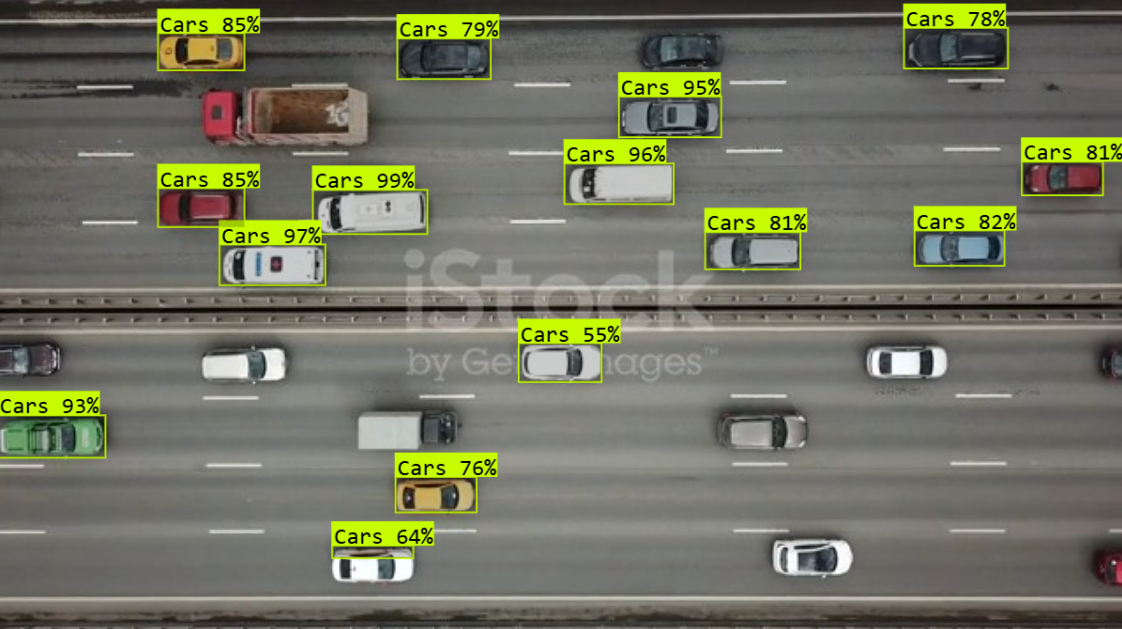 Cars 85%
Cars 79%
Cars 78%
Cars 95%
Cars 96%
Cars 81%
Cars 85%
Cars 99%
Cars 97%
Cars 81%
Cars 82%
iStock
by Getty Images™
Cars 55%
Cars 93%
Cars 76%
Cars 64%